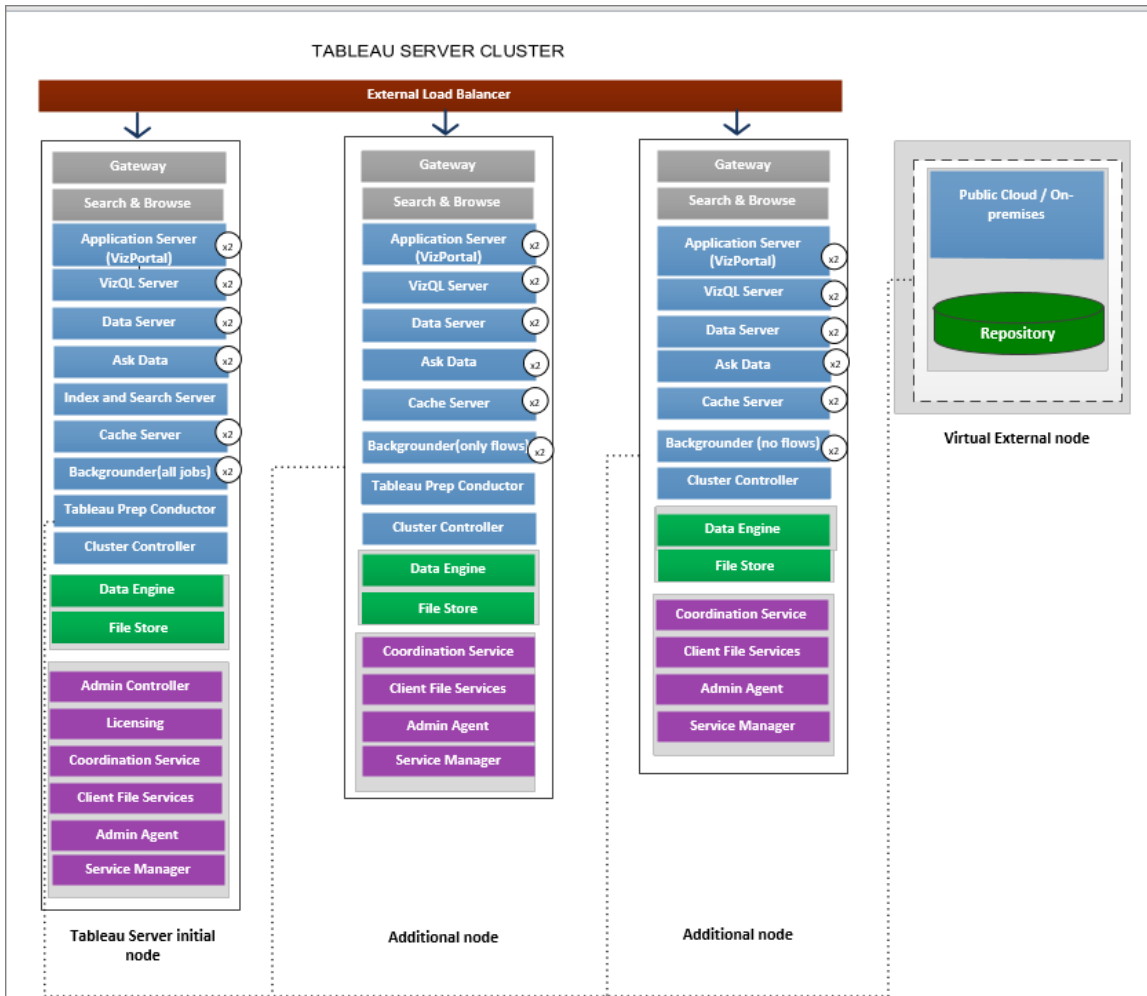 TABLEAU SERVER CLUSTER
External Load Balancer
Gateway
Search & Browse
Application Server
(VizPortal)
x2
VizQL Server
x2
Data Server
x2
Ask Data
x2
Index and Search Server
Cache Server
x2
Backgrounder(all jobs)
x2
Tableau Prep Conductor
Cluster Controller
Data Engine
File Store
Admin Controller
Licensing
Coordination Service
Client File Services
Admin Agent
Service Manager
Tableau Server initial
node
Gateway
Search & Browse
Application Server
(VizPortal)
x2
VizQL Server
x2
Data Server
x2
Ask Data
x2
Cache Server
x2
Backgrounder(only flows)
x2
Tableau Prep Conductor
Cluster Controller
Data Engine
File Store
Coordination Service
Client File Services
Admin Agent
Service Manager
Additional node
Gateway
Search & Browse
Application Server
(VizPortal)
x2
VizQL Server
x2
Data Server
x2
Ask Data
x2
Cache Server
x2
Backgrounder (no flows)
x2
Cluster Controller
Data Engine
File Store
Coordination Service
Client File Services
Admin Agent
Service Manager
Additional node
Public Cloud / On-
premises
Repository
Virtual External node